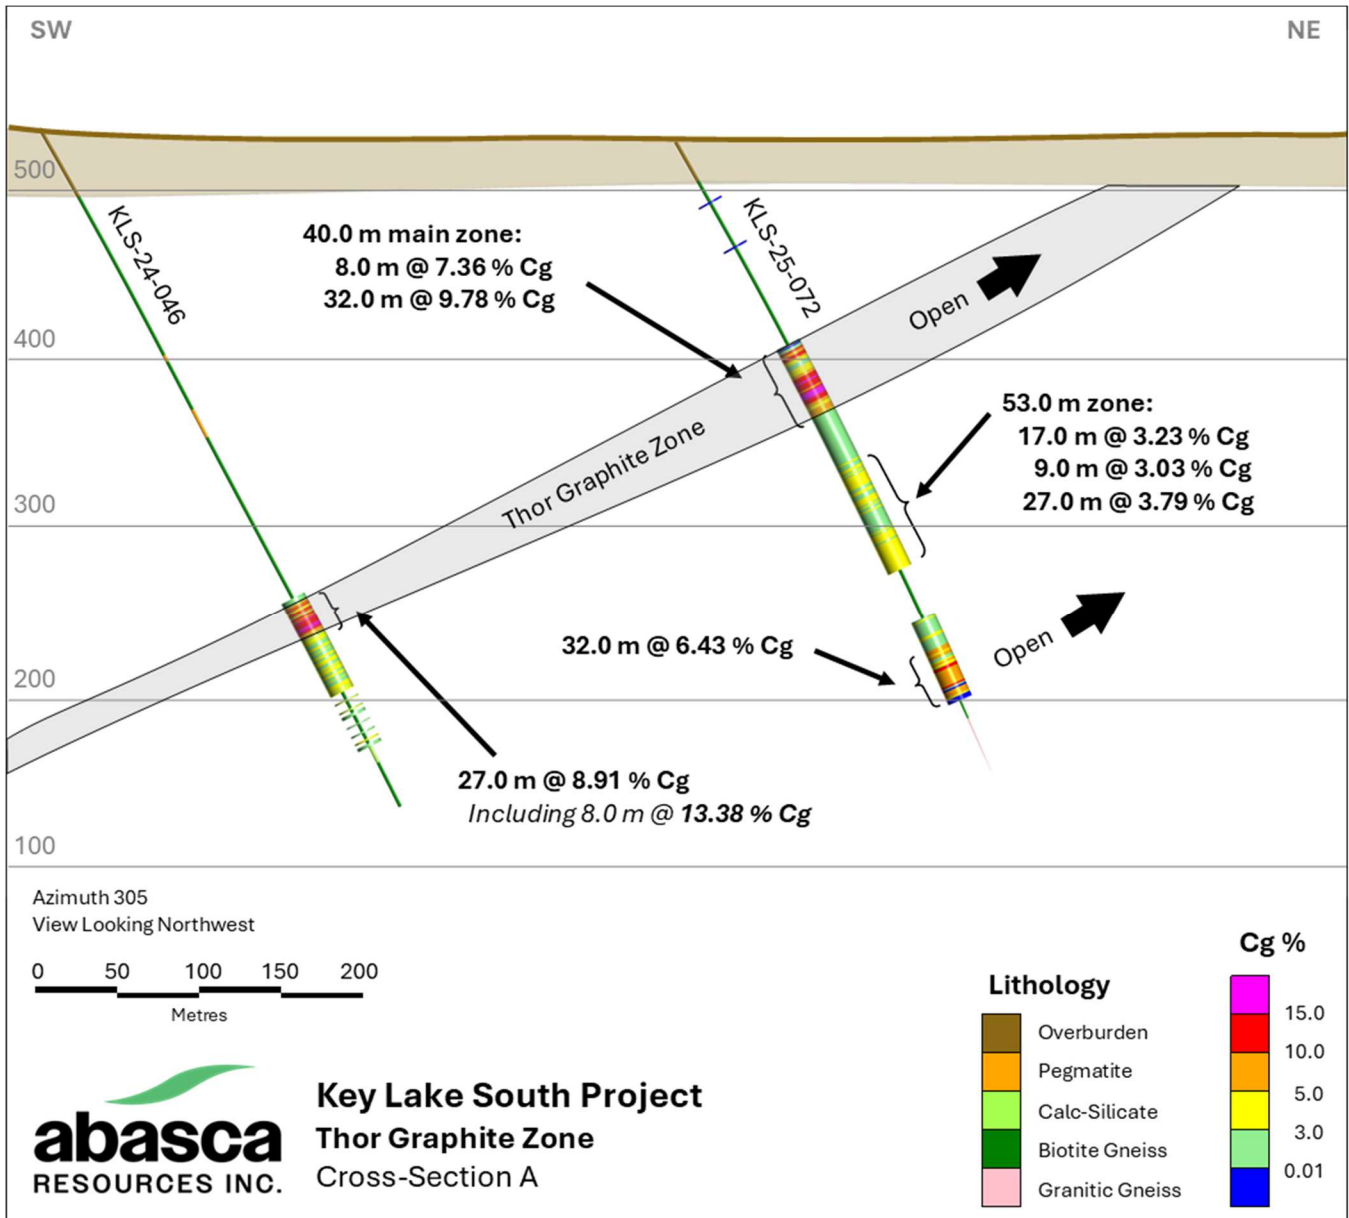 SW
NE
500
KLS-24-046
KLS-25-072
40.0 m main zone:
8.0 m @ 7.36 % Cg
32.0 m @ 9.78 % Cg
Open
400
53.0 m zone:
17.0 m @ 3.23 % Cg
9.0 m @ 3.03 % Cg
27.0 m @ 3.79 % Cg
Thor Graphite Zone
300
32.0 m @ 6.43 % Cg
Open
200
27.0 m @ 8.91 % Cg
Including 8.0 m @ 13.38 % Cg
100
Azimuth 305
View Looking Northwest
0 50 100 150 200
Metres
abasca
RESOURCES INC.
Key Lake South Project
Thor Graphite Zone
Cross-Section A
Lithology
Overburden
Pegmatite
Calc-Silicate
Biotite Gneiss
Granitic Gneiss
Cg %
15.0
10.0
5.0
3.0
0.01